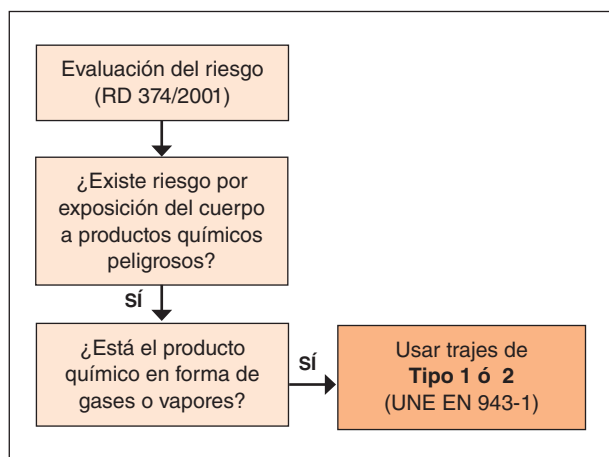 Evaluación del riesgo
(RD 374/2001)
¿Existe riesgo por
exposición del cuerpo
a productos químicos
peligrosos?
SÍ
¿Está el producto
químico en forma de
gases o vapores?
SÍ
Usar trajes de
Tipo 1 ó 2
(UNE EN 943-1)